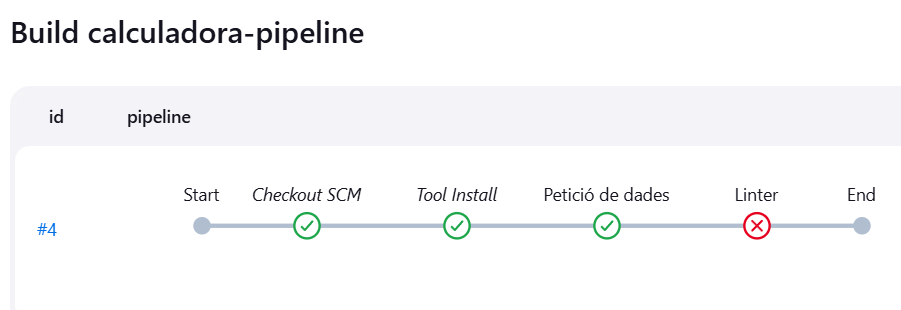 Build calculadora-pipeline
id pipeline
Start Checkout SCM Tool Install Petició de dades Linter End
#4